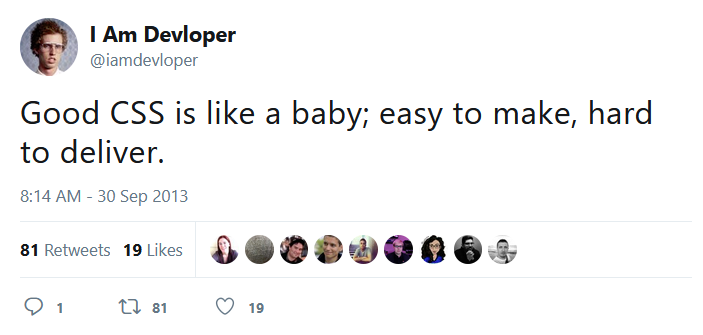 I Am Devloper
@iamdevloper
Good CSS is like a baby; easy to make, hard
to deliver.
8:14 AM - 30 Sep 2013
81 Retweets 19 Likes
1 81 19